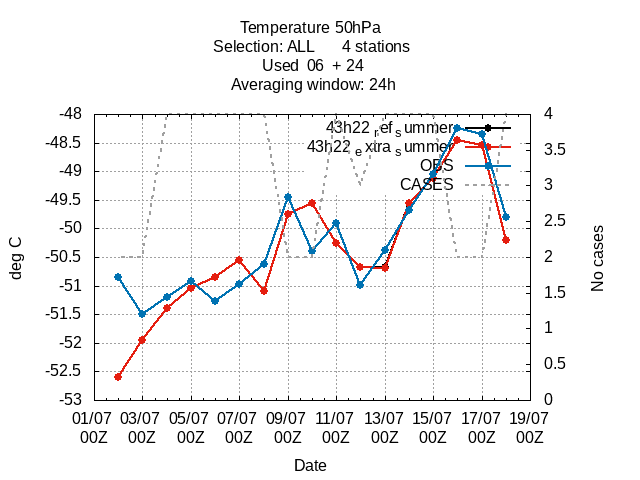 Temperature 50hPa
Selection: ALL 4 stations
Used 06 + 24
Averaging window: 24h
-48
-48.5
-49
-49.5
-50
-50.5
-51
-51.5
-52
-52.5
-53
deg C
43h22refsummer
43h22extrasummer
OBS
CASES
4
3.5
3
2.5
2
1.5
1
0.5
0
No cases
01/07 03/07 05/07 07/07 09/07 11/07 13/07 15/07 17/07 19/07
00Z 00Z 00Z 00Z 00Z 00Z 00Z 00Z 00Z 00Z
Date